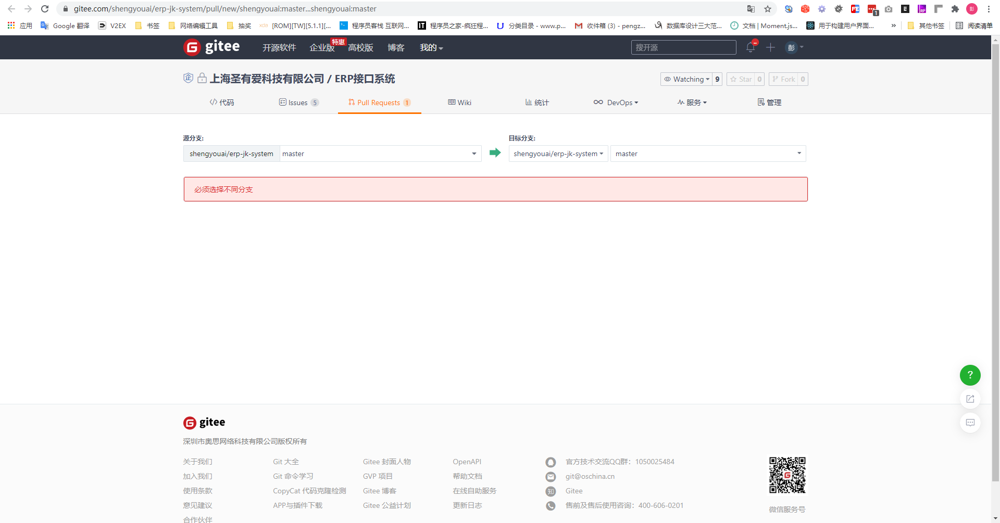 gitee.com/shengyouai/erp-jk-system/pull/new/shengyouai:master...shengyouai:master
应用 Google 翻译 V2EX 书签 网络编辑工具 抽奖 xda [ROM][TW][5.1.1][... 程序员客栈 互联网... IT 程序员之家-疯狂程... U 分类目录 - www.p... 收件箱 (3) - pengz... 数据库设计三大范... 文档 | Moment.js... 用于构建用户界面... » 其他书签 阅读清单
gitee 开源软件 企业版 特惠 高校版 博客 我的 搜开源 彭
企 上海圣有爱科技有限公司 / ERP接口系统 Watching 9 Star 0 Fork 0
代码 Issues 5 Pull Requests 1 Wiki 统计 DevOps 服务 管理
源分支: 目标分支:
shengyouai/erp-jk-system master shengyouai/erp-jk-system master
必须选择不同分支
?
gitee
深圳市奥思网络科技有限公司版权所有
关于我们 Git 大全 Gitee 封面人物 OpenAPI 官方技术交流QQ群：1050025484
加入我们 Git 命令学习 GVP 项目 帮助文档 git@oschina.cn
使用条款 CopyCat 代码克隆检测 Gitee 博客 在线自助服务 知 Gitee
意见建议 APP与插件下载 Gitee 公益计划 更新日志 售前及售后使用咨询：400-606-0201
微信服务号
合作伙伴